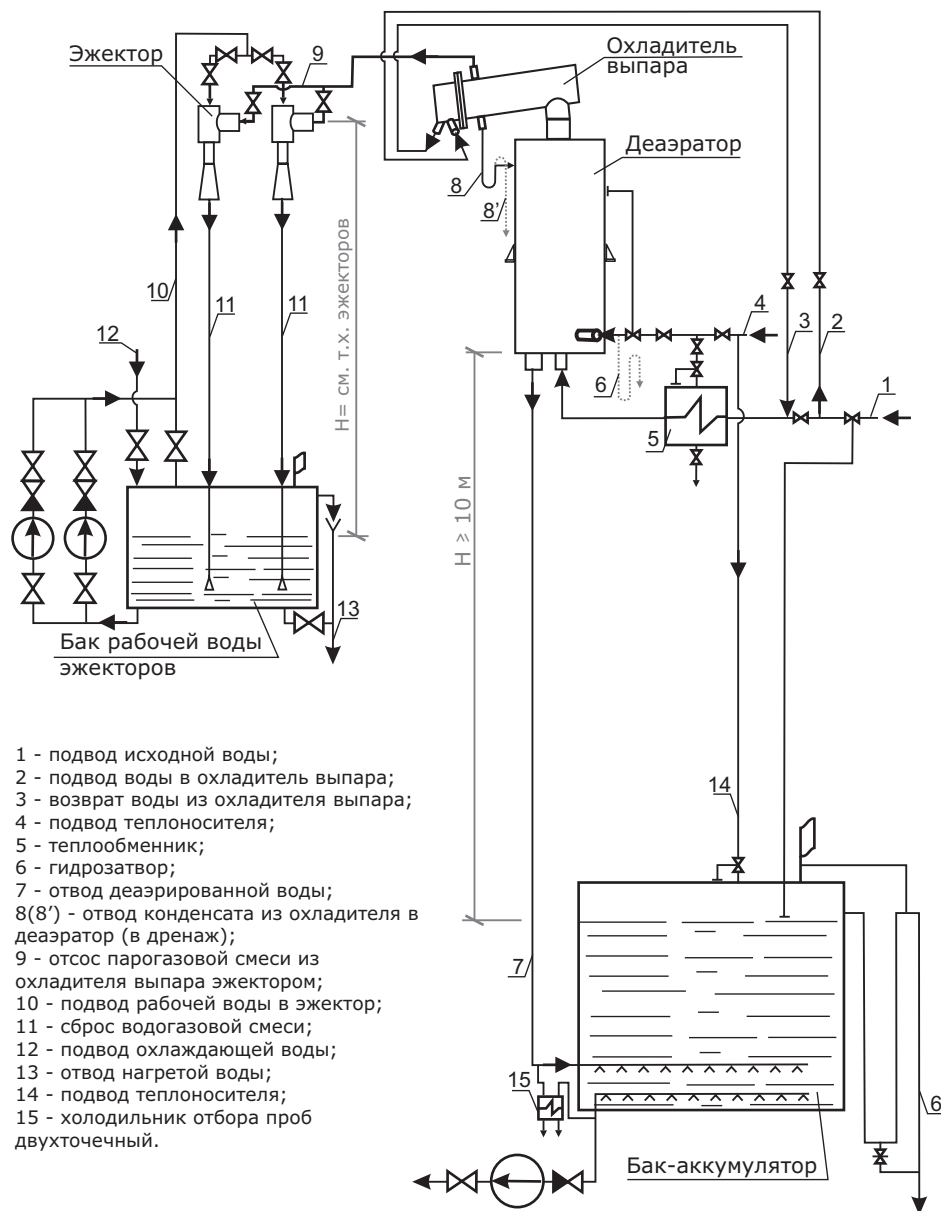 Эжектор
9
Охладитель
выпара
Деаэратор
8
8’
10
11
11
12
H= см. т.х. эжекторов
4
3
2
6
1
5
H ⩾ 10 м
13
Бак рабочей воды
эжекторов
1 - подвод исходной воды;
2 - подвод воды в охладитель выпара;
3 - возврат воды из охладителя выпара;
4 - подвод теплоносителя;
5 - теплообменник;
6 - гидрозатвор;
7 - отвод деаэрированной воды;
8(8’) - отвод конденсата из охладителя в
деаэратор (в дренаж);
9 - отсос парогазовой смеси из
охладителя выпара эжектором;
10 - подвод рабочей воды в эжектор;
11 - сброс водогазовой смеси;
12 - подвод охлаждающей воды;
13 - отвод нагретой воды;
14 - подвод теплоносителя;
15 - холодильник отбора проб
двухточечный.
14
7
15
6
Бак-аккумулятор